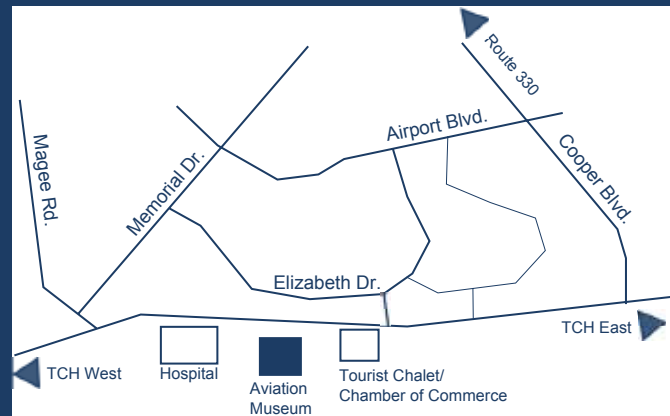 Route 330
Airport Blvd.
Magee Rd.
Memorial Dr.
Cooper Blvd.
Elizabeth Dr.
TCH East
TCH West
Hospital
Aviation
Museum
Tourist Chalet/
Chamber of Commerce